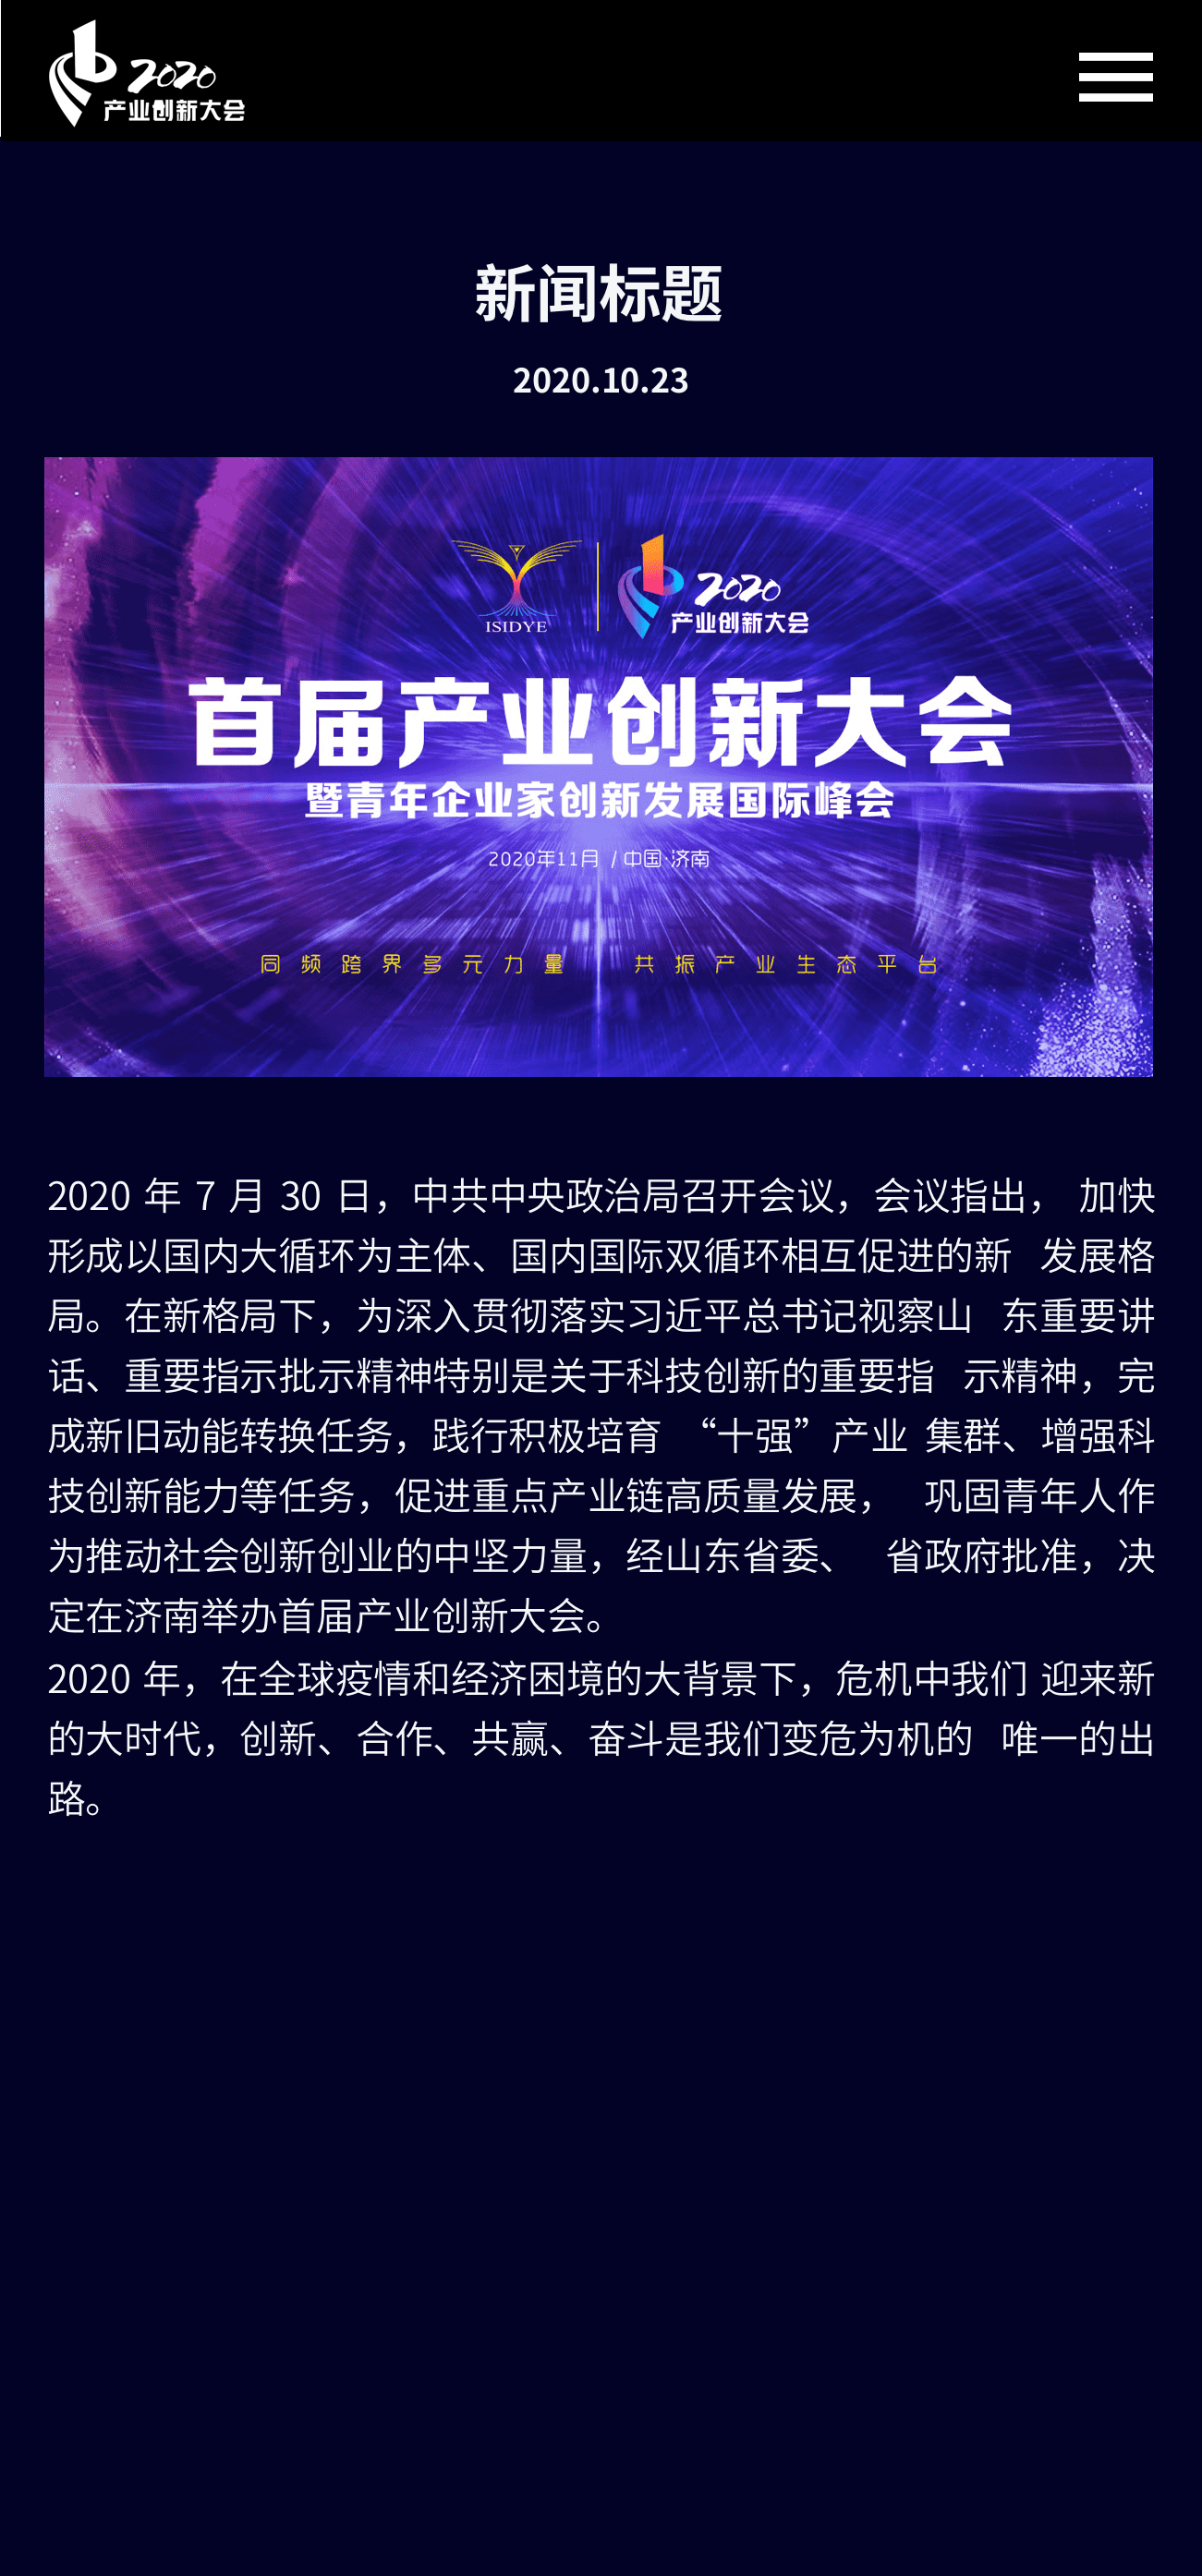 2020
产业创新大会
新闻标题
2020.10.23
ISIDYE
2020
产业创新大会
首届产业创新大会
暨青年企业家创新发展国际峰会
2020年11月 / 中国·济南
同频跨界多元力量 共振产业生态平台
2020 年 7 月 30 日，中共中央政治局召开会议，会议指出， 加快
形成以国内大循环为主体、国内国际双循环相互促进的新 发展格
局。在新格局下，为深入贯彻落实习近平总书记视察山 东重要讲
话、重要指示批示精神特别是关于科技创新的重要指 示精神，完
成新旧动能转换任务，践行积极培育 “十强”产业 集群、增强科
技创新能力等任务，促进重点产业链高质量发展， 巩固青年人作
为推动社会创新创业的中坚力量，经山东省委、 省政府批准，决
定在济南举办首届产业创新大会。
2020 年，在全球疫情和经济困境的大背景下，危机中我们 迎来新
的大时代，创新、合作、共赢、奋斗是我们变危为机的 唯一的出
路。